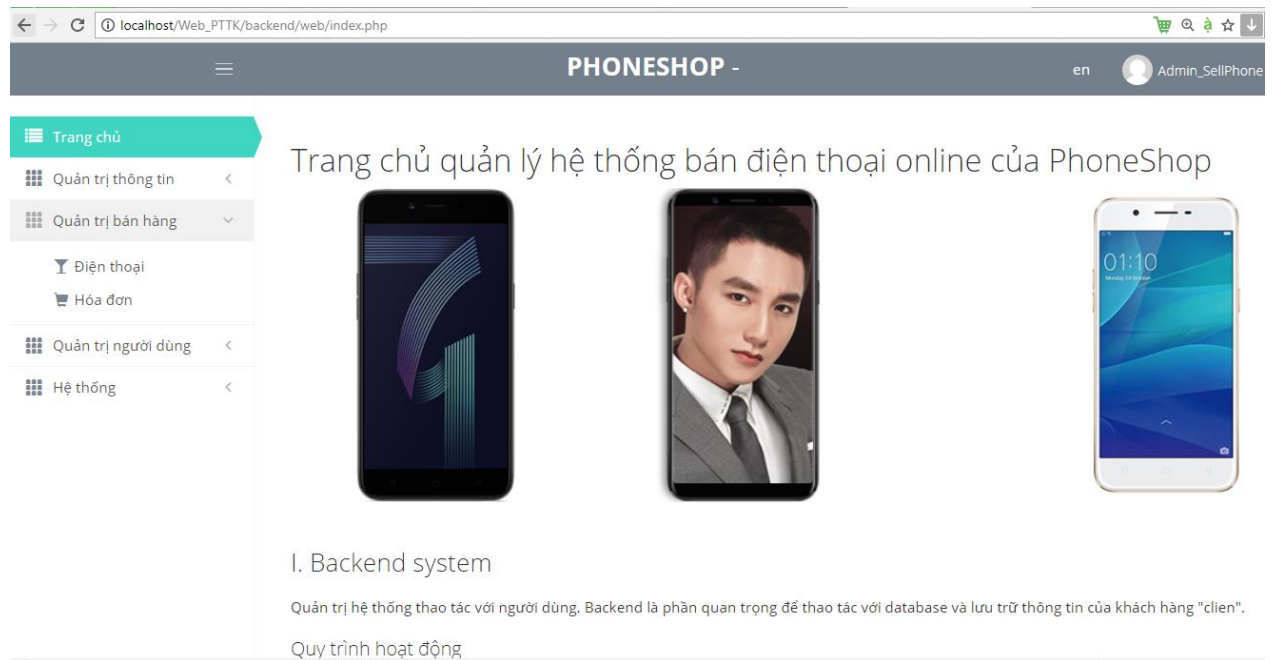 localhost/Web_PTTK/backend/web/index.php
PHONESHOP -
en
Admin_SellPhone
Trang chủ
Quản trị thông tin
Quản trị bán hàng
Điện thoại
Hóa đơn
Quản trị người dùng
Hệ thống
Trang chủ quản lý hệ thống bán điện thoại online của PhoneShop
01:10
I. Backend system
Quản trị hệ thống thao tác với người dùng. Backend là phần quan trọng để thao tác với database và lưu trữ thông tin của khách hàng "clien".
Quy trình hoạt động